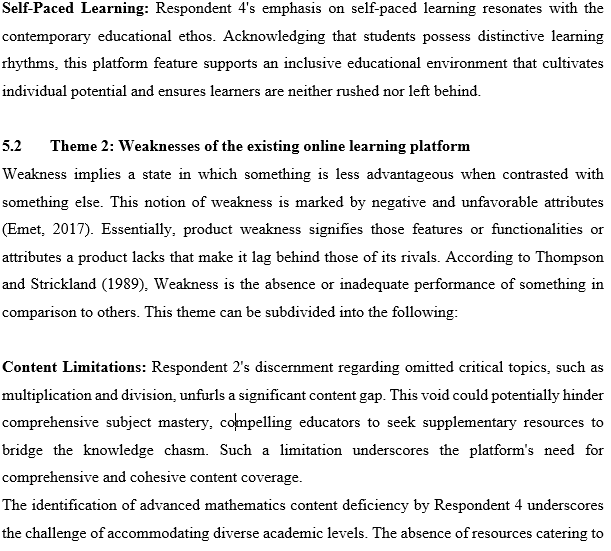 Self-Paced Learning: Respondent 4's emphasis on self-paced learning resonates with the
contemporary educational ethos. Acknowledging that students possess distinctive learning
rhythms, this platform feature supports an inclusive educational environment that cultivates
individual potential and ensures learners are neither rushed nor left behind.
5.2 Theme 2: Weaknesses of the existing online learning platform
Weakness implies a state in which something is less advantageous when contrasted with
something else. This notion of weakness is marked by negative and unfavorable attributes
(Emet, 2017). Essentially, product weakness signifies those features or functionalities or
attributes a product lacks that make it lag behind those of its rivals. According to Thompson
and Strickland (1989), Weakness is the absence or inadequate performance of something in
comparison to others. This theme can be subdivided into the following:
Content Limitations: Respondent 2's discernment regarding omitted critical topics, such as
multiplication and division, unfurls a significant content gap. This void could potentially hinder
comprehensive subject mastery, compelling educators to seek supplementary resources to
bridge the knowledge chasm. Such a limitation underscores the platform's need for
comprehensive and cohesive content coverage.
The identification of advanced mathematics content deficiency by Respondent 4 underscores
the challenge of accommodating diverse academic levels. The absence of resources catering to